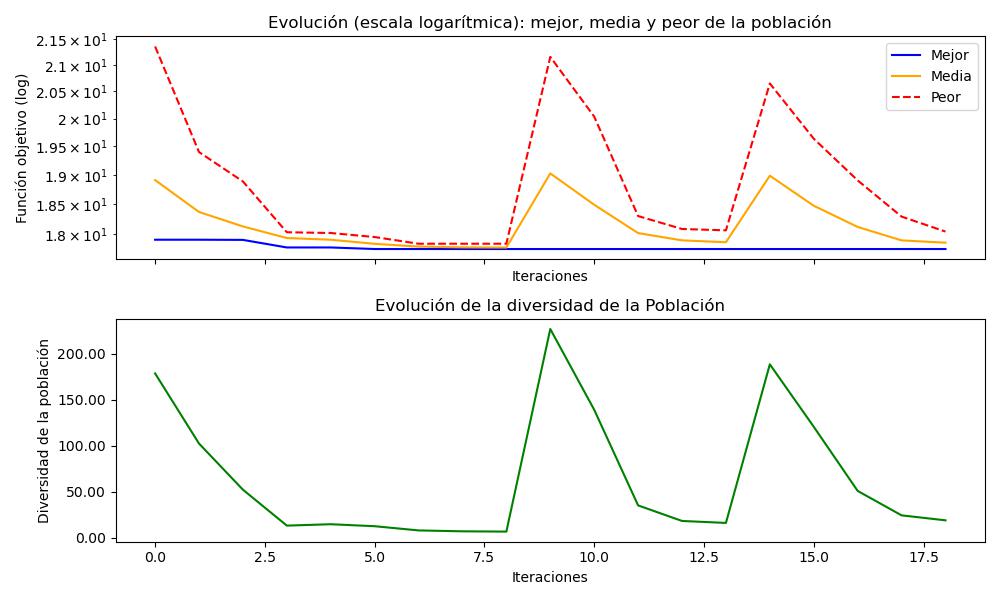 Evolución (escala logarítmica): mejor, media y peor de la población
Función objetivo (log)
2.15 × 10¹
2.1 × 10¹
2.05 × 10¹
2 × 10¹
1.95 × 10¹
1.9 × 10¹
1.85 × 10¹
1.8 × 10¹
Mejor
Media
Peor
Iteraciones
Evolución de la diversidad de la Población
Diversidad de la población
200.00
150.00
100.00
50.00
0.00
0.0 2.5 5.0 7.5 10.0 12.5 15.0 17.5
Iteraciones